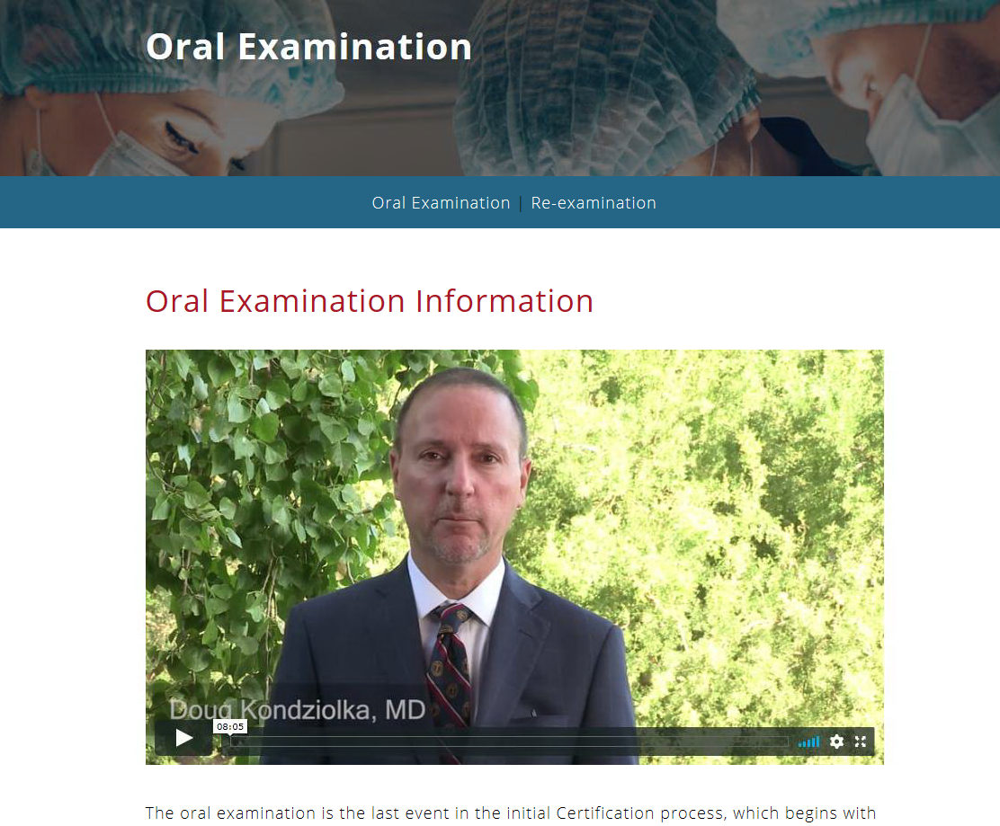 Oral Examination
Oral Examination | Re-examination
Oral Examination Information
Doug Kondziolka, MD
08:05
The oral examination is the last event in the initial Certification process, which begins with